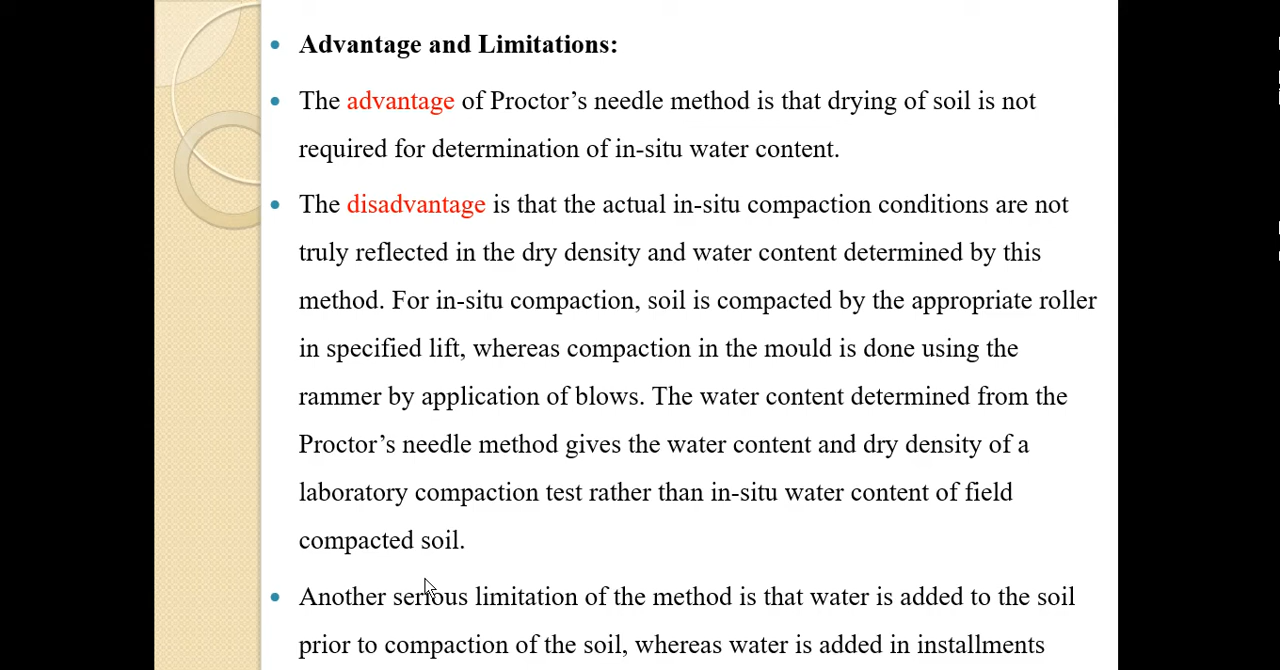 Advantage and Limitations:
The advantage of Proctor’s needle method is that drying of soil is not
required for determination of in-situ water content.
The disadvantage is that the actual in-situ compaction conditions are not
truly reflected in the dry density and water content determined by this
method. For in-situ compaction, soil is compacted by the appropriate roller
in specified lift, whereas compaction in the mould is done using the
rammer by application of blows. The water content determined from the
Proctor’s needle method gives the water content and dry density of a
laboratory compaction test rather than in-situ water content of field
compacted soil.
Another serious limitation of the method is that water is added to the soil
prior to compaction of the soil, whereas water is added in installments